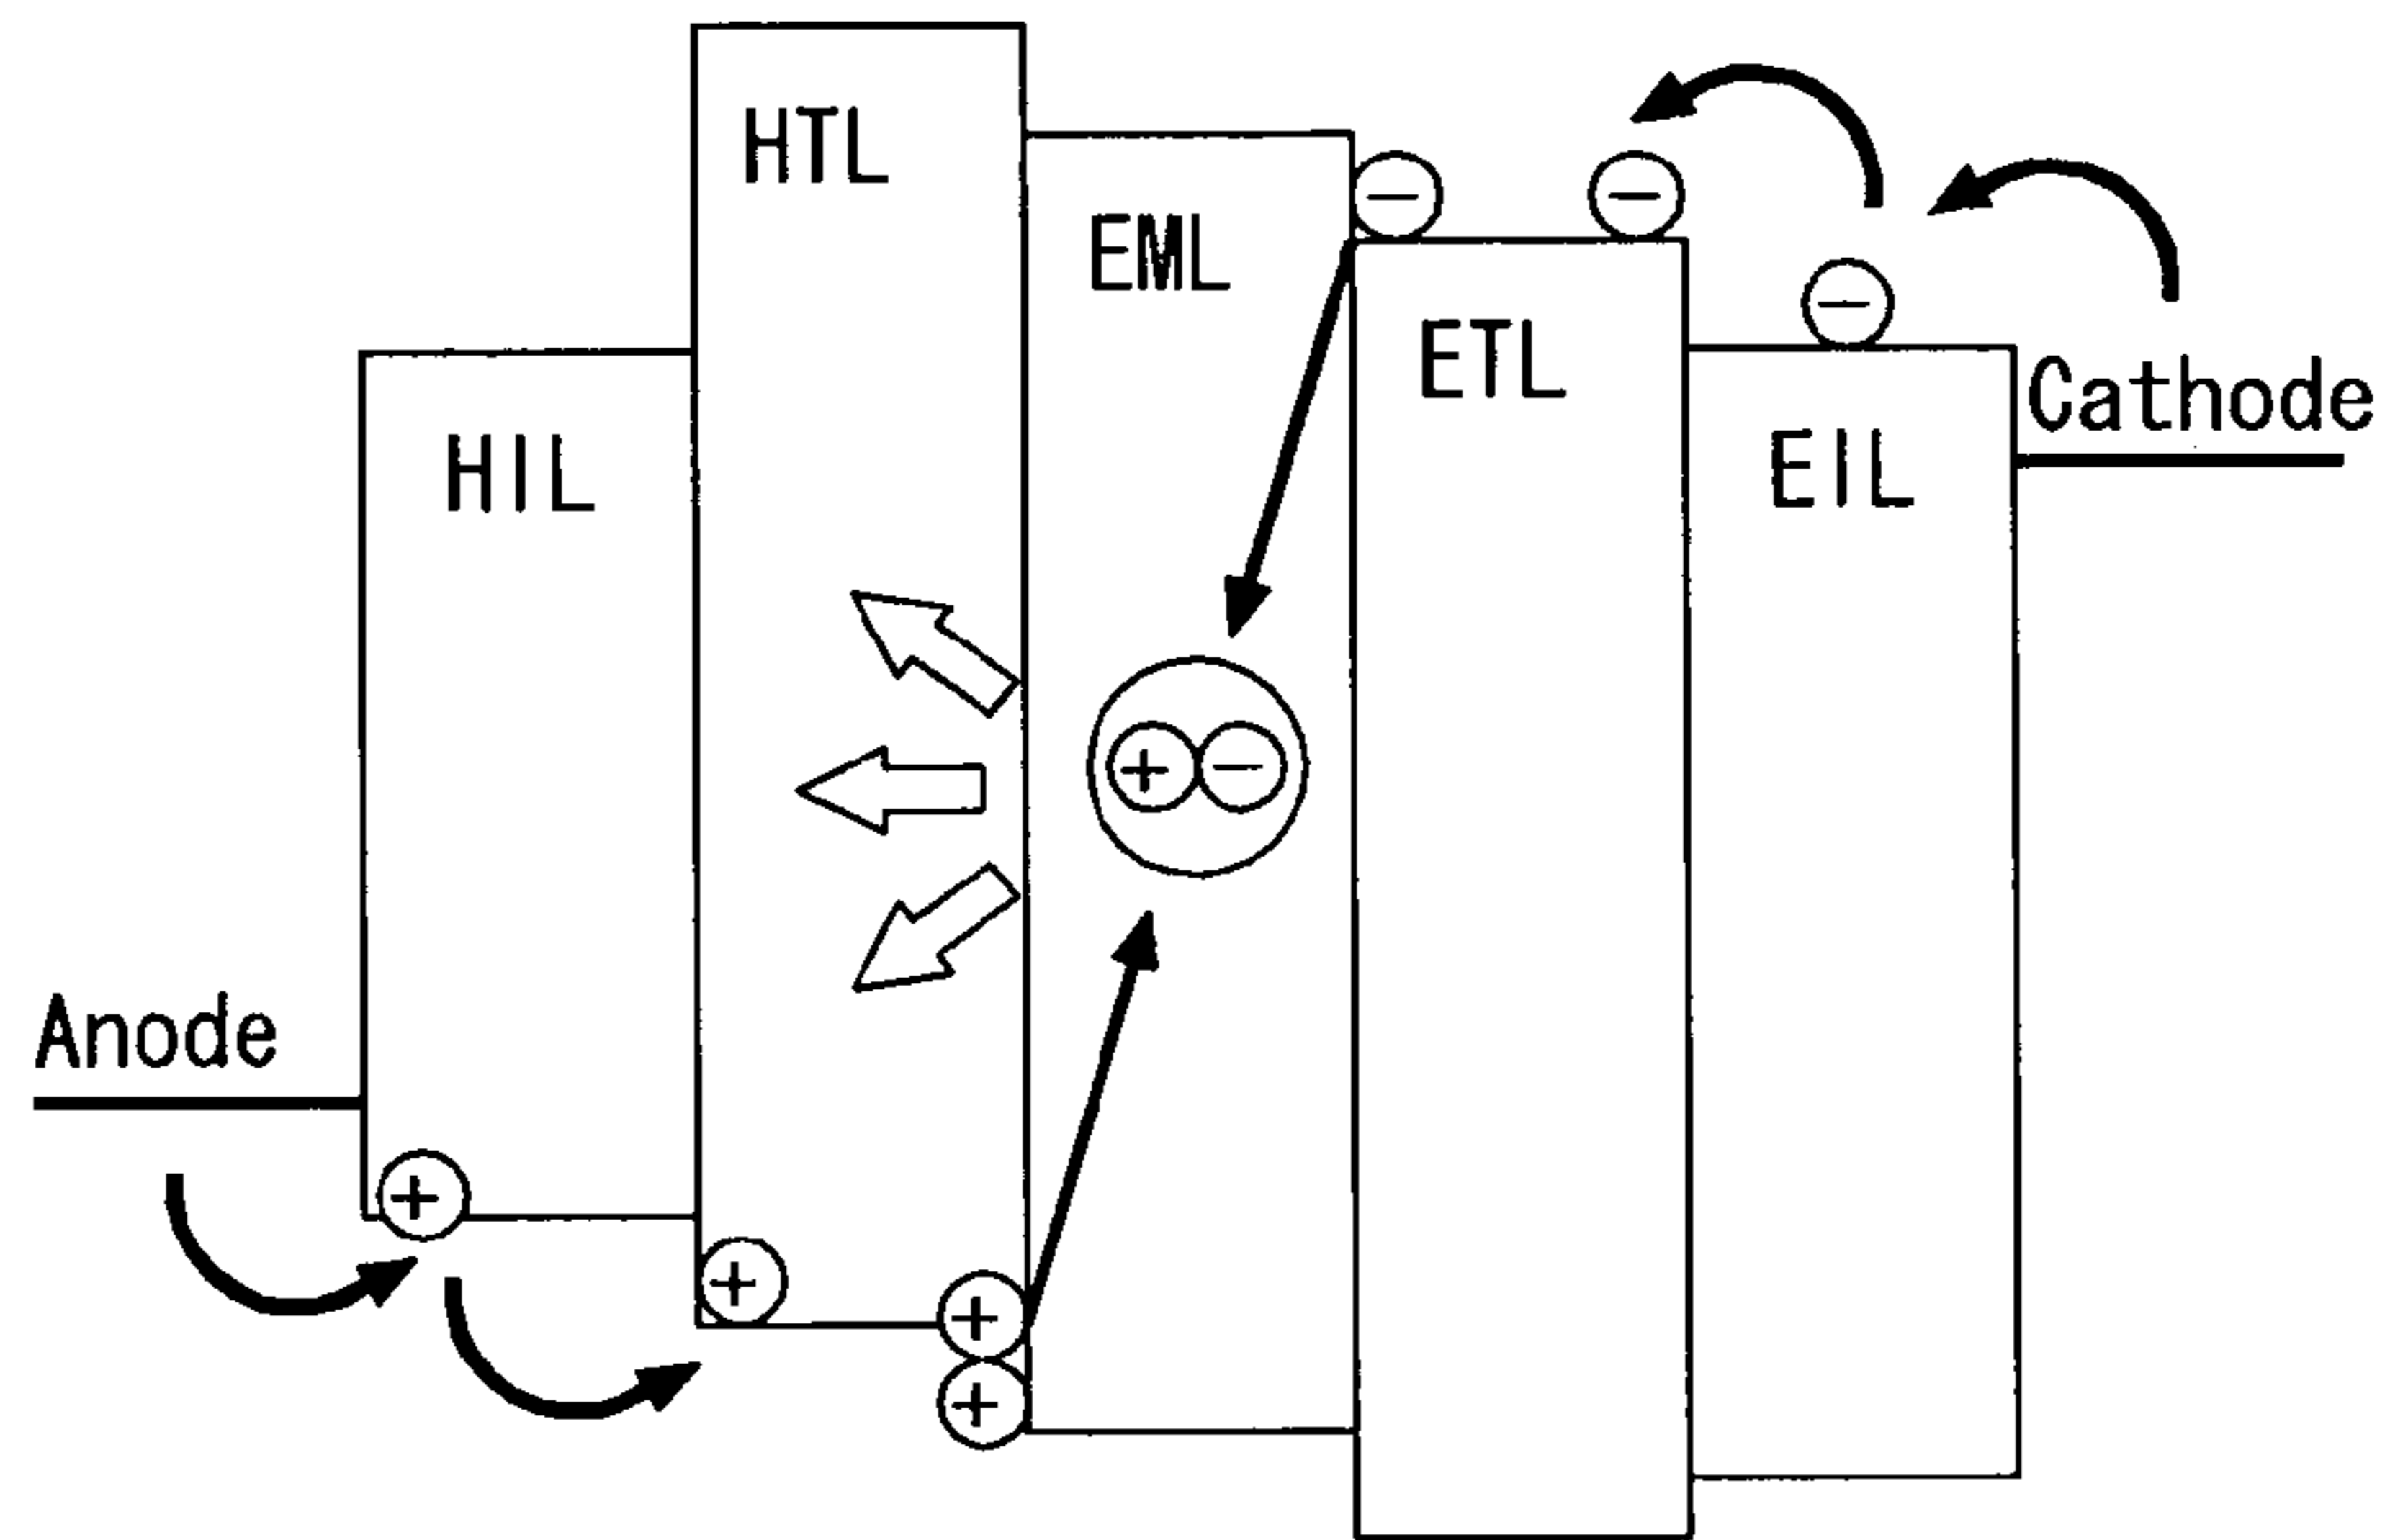 HTL
EML
ETL
Cathode
HIL
EIL
Anode
+ −